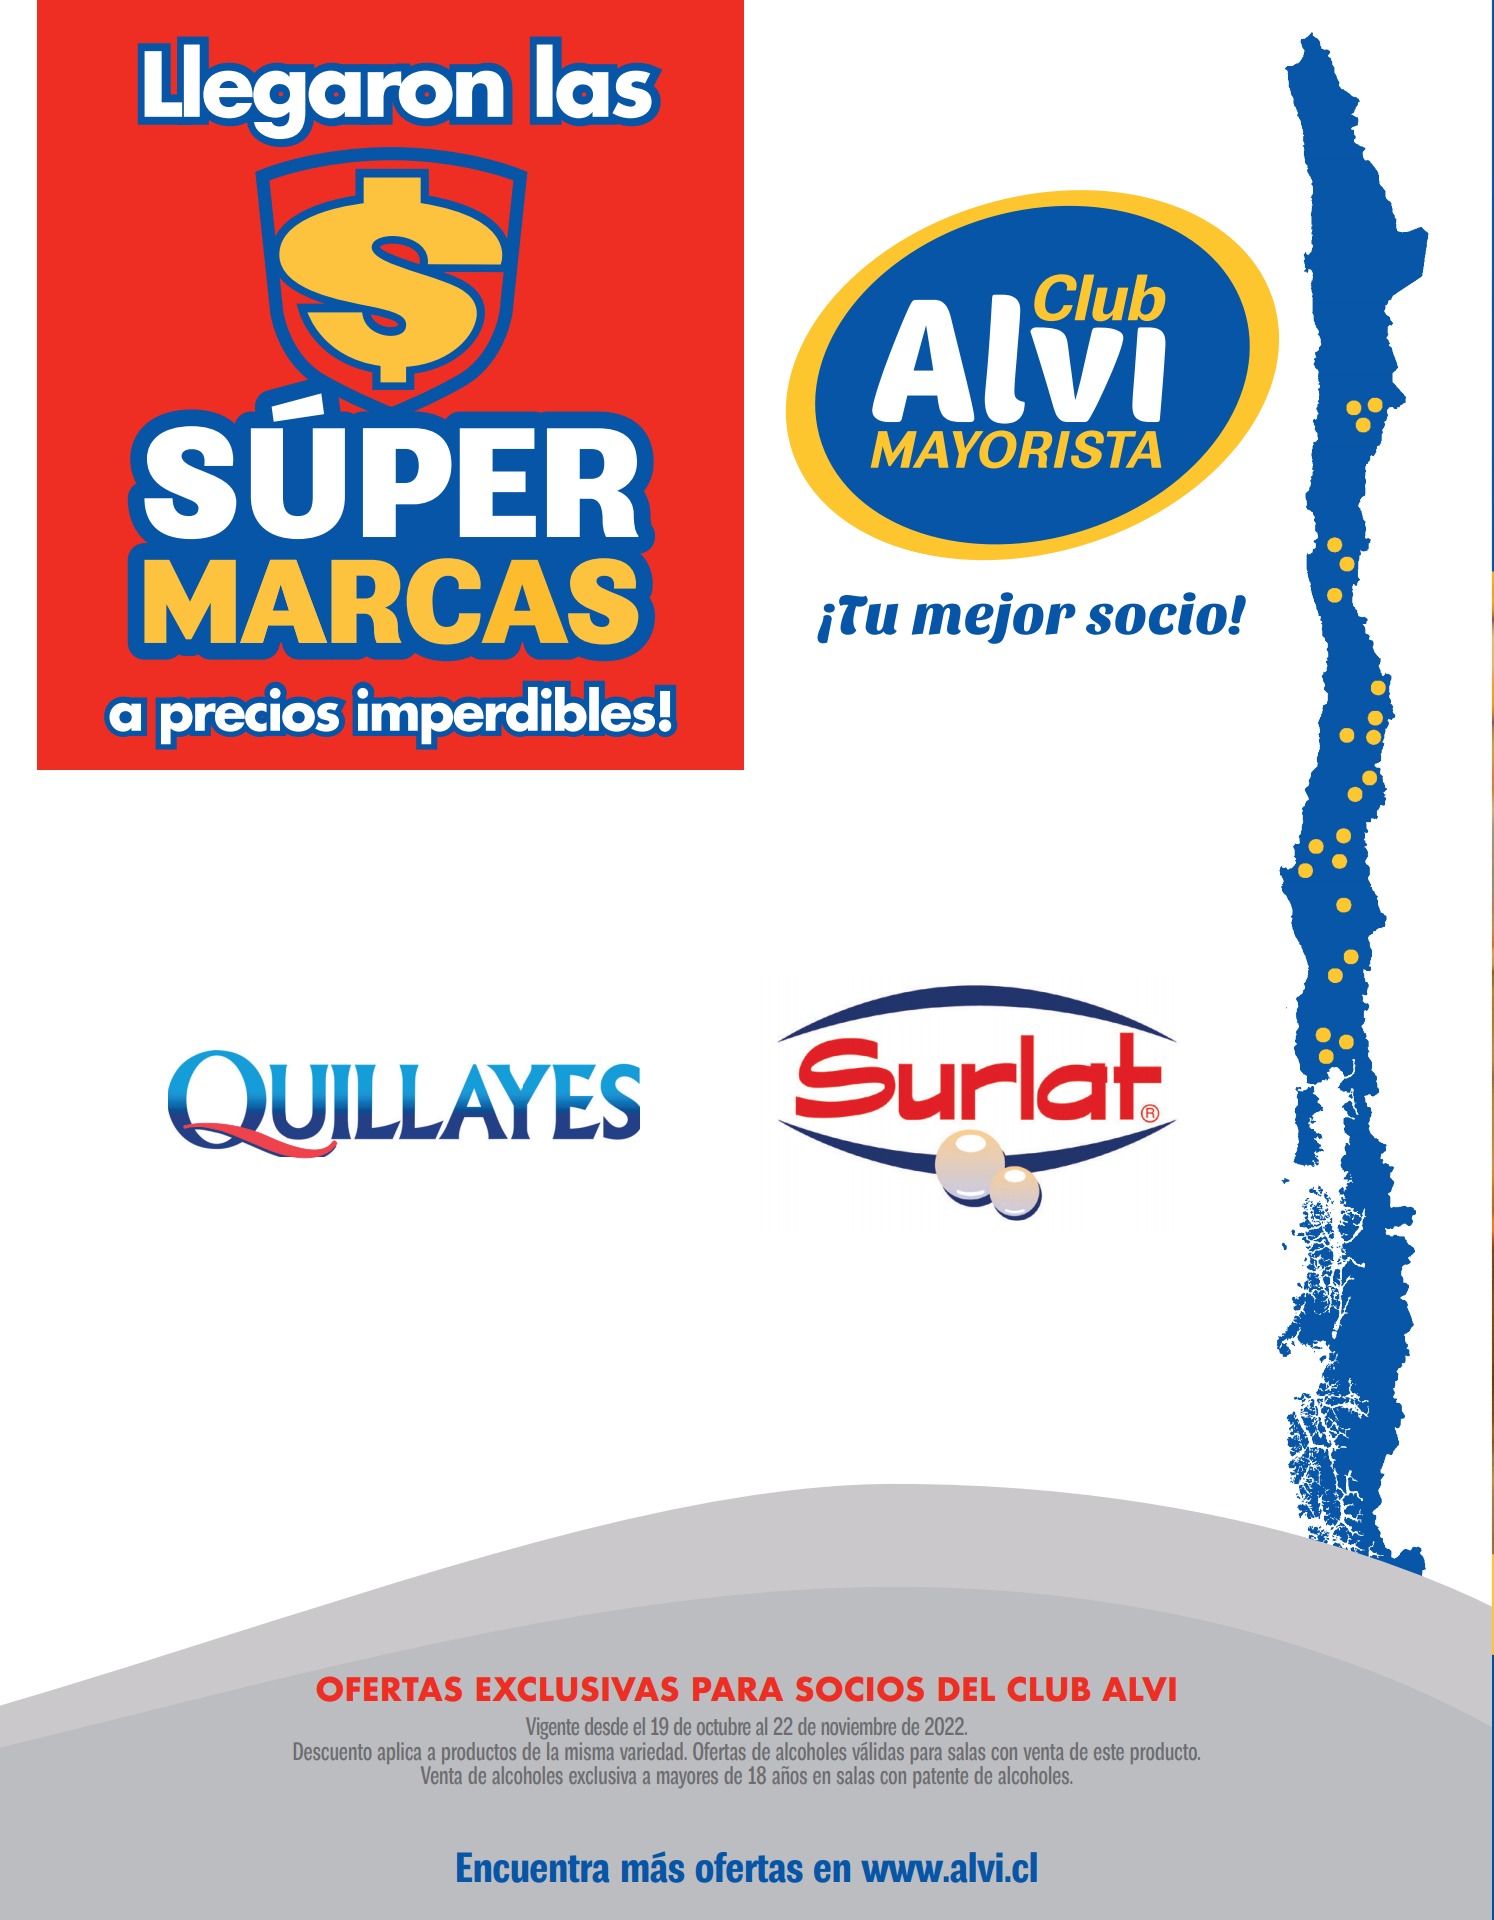 Llegaron las
$
SÚPER
MARCAS
a precios imperdibles!
Club
Alvi
MAYORISTA
¡Tu mejor socio!
QUILLAYES
Surlat®
OFERTAS EXCLUSIVAS PARA SOCIOS DEL CLUB ALVI
Vigente desde el 19 de octubre al 22 de noviembre de 2022.
Descuento aplica a productos de la misma variedad. Ofertas de alcoholes válidas para salas con venta de este producto.
Venta de alcoholes exclusiva a mayores de 18 años en salas con patente de alcoholes.
Encuentra más ofertas en www.alvi.cl